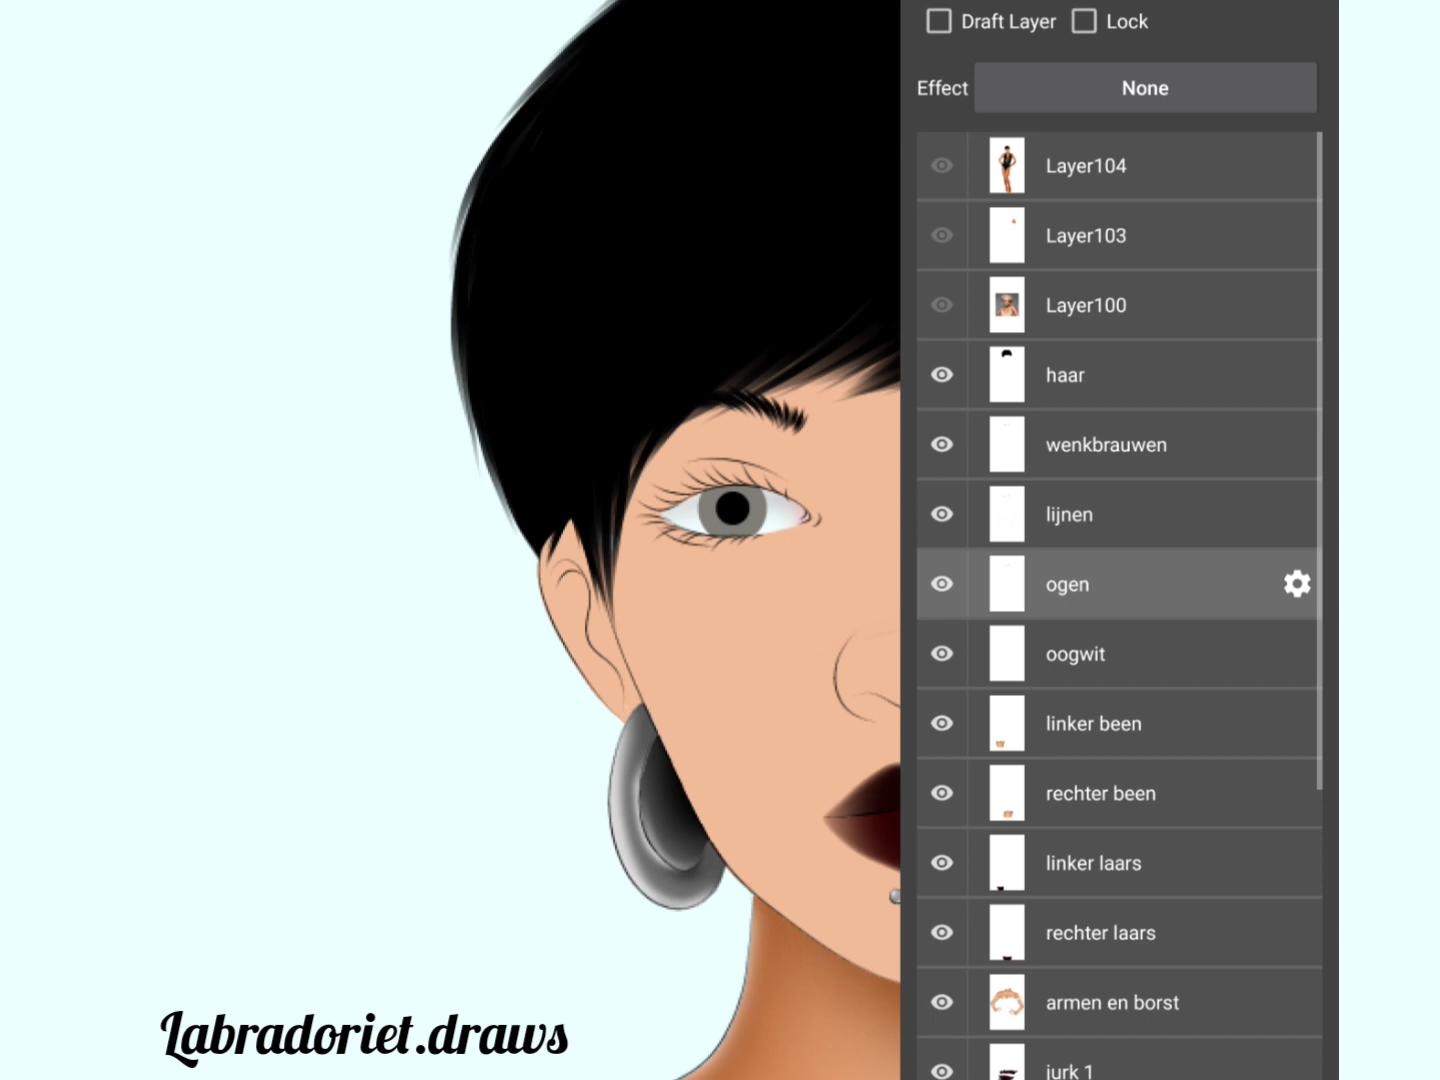 Draft Layer Lock
Effect None
Layer104
Layer103
Layer100
haar
wenkbrauwen
lijnen
ogen
oogwit
linker been
rechter been
linker laars
rechter laars
armen en borst
jurk 1
Labradoriet.draws